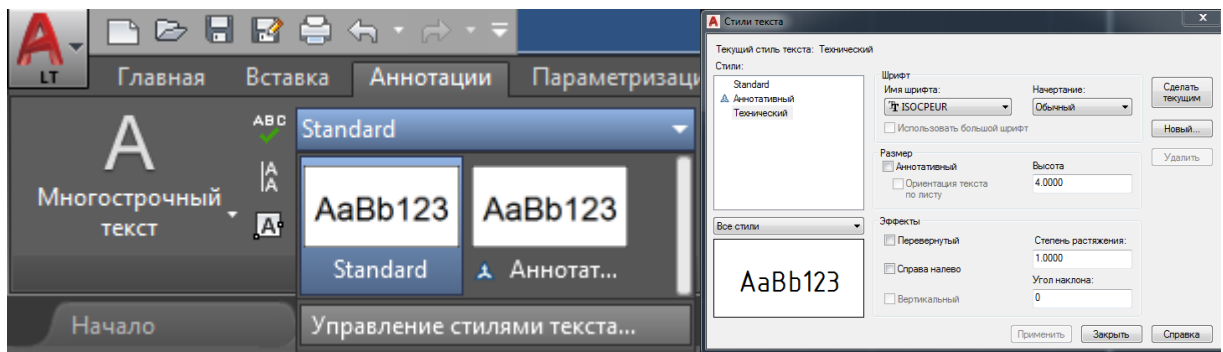 LT
Главная Вставка Аннотации Параметризаци
A
Многострочный
текст
ABC
A
A
A
Standard
AaBb123 AaBb123
Standard Аннотат...
Начало
Управление стилями текста...
A Стили текста
Текущий стиль текста: Технический
Стили:
Standard
Аннотативный
Технический
Все стили
AaBb123
Шрифт
Имя шрифта: Начертание:
ISOCPEUR Обычный
Использовать большой шрифт
Размер
Аннотативный Высота
Ориентация текста
по листу
4.0000
Эффекты
Перевернутый Степень растяжения:
1.0000
Справа налево Угол наклона:
Вертикальный 0
Сделать
текущим
Новый...
Удалить
Применить Закрыть Справка